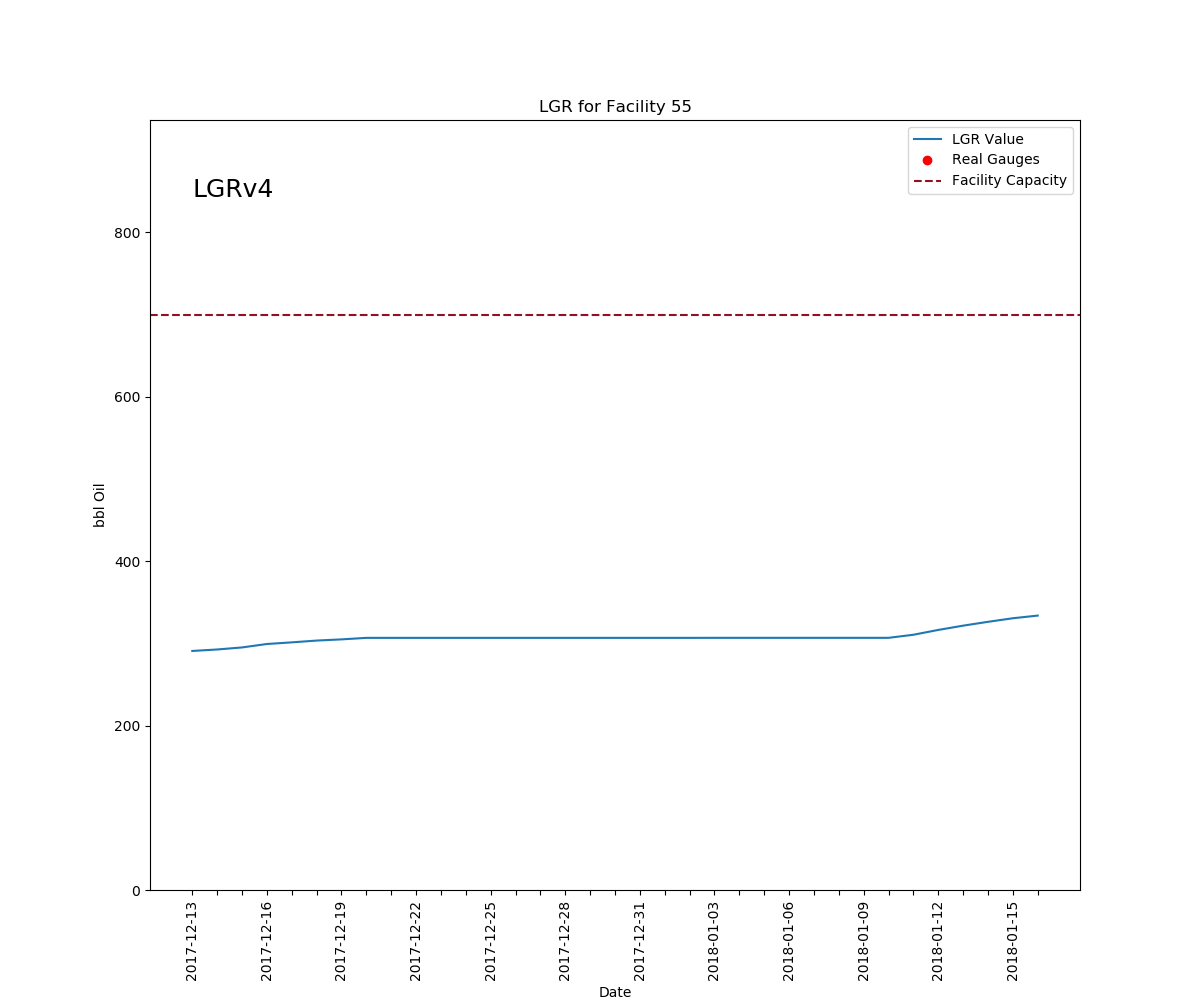 LGR for Facility 55
LGR Value
Real Gauges
Facility Capacity
LGRv4
800
600
400
200
0
bbl Oil
2017-12-13
2017-12-16
2017-12-19
2017-12-22
2017-12-25
2017-12-28
2017-12-31
2018-01-03
2018-01-06
2018-01-09
2018-01-12
2018-01-15
Date